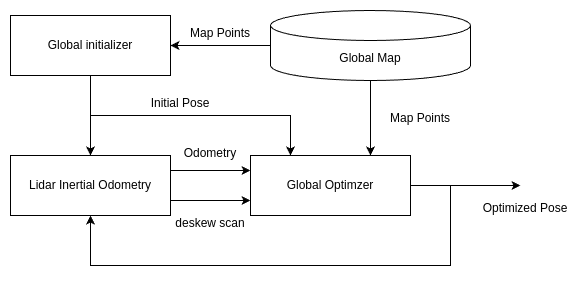 Global initializer
Map Points
Global Map
Initial Pose
Map Points
Lidar Inertial Odometry
Odometry
deskew scan
Global Optimzer
Optimized Pose